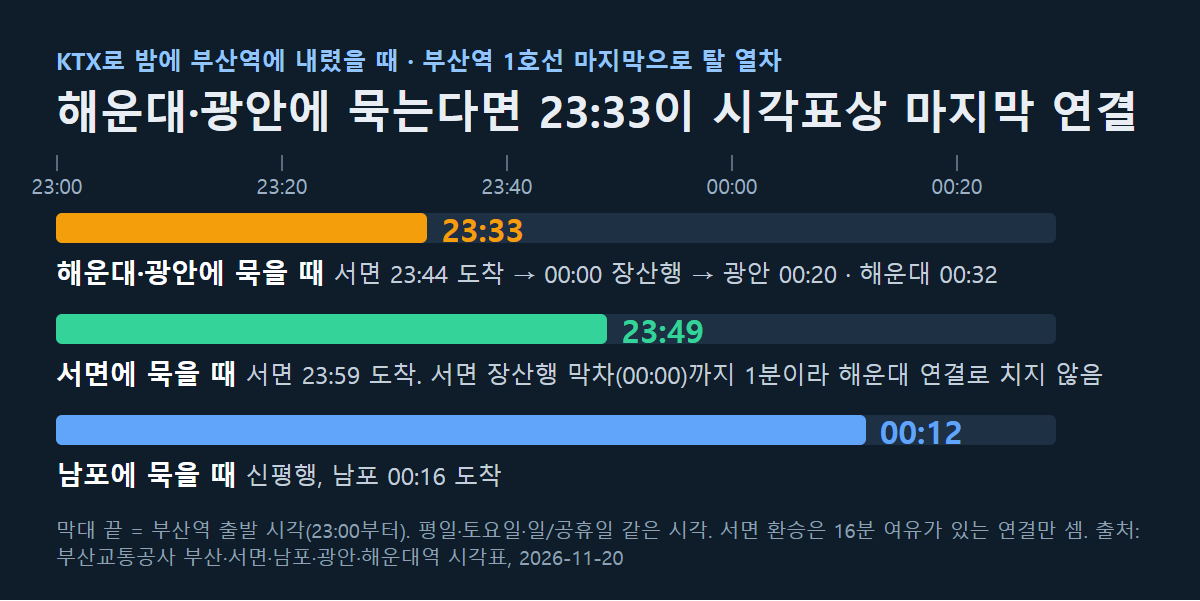 KTX로 밤에 부산역에 내렸을 때 · 부산역 1호선 마지막으로 탈 열차
해운대·광안에 묵는다면 23:33이 시각표상 마지막 연결
23:00 23:20 23:40 00:00 00:20
23:33
해운대·광안에 묵을 때 서면 23:44 도착 → 00:00 장산행 → 광안 00:20 · 해운대 00:32
23:49
서면에 묵을 때 서면 23:59 도착. 서면 장산행 막차(00:00)까지 1분이라 해운대 연결로 치지 않음
00:12
남포에 묵을 때 신평행, 남포 00:16 도착
막대 끝 = 부산역 출발 시각(23:00부터). 평일·토요일·일/공휴일 같은 시각. 서면 환승은 16분 여유가 있는 연결만 셈. 출처:
부산교통공사 부산·서면·남포·광안·해운대역 시각표, 2026-11-20